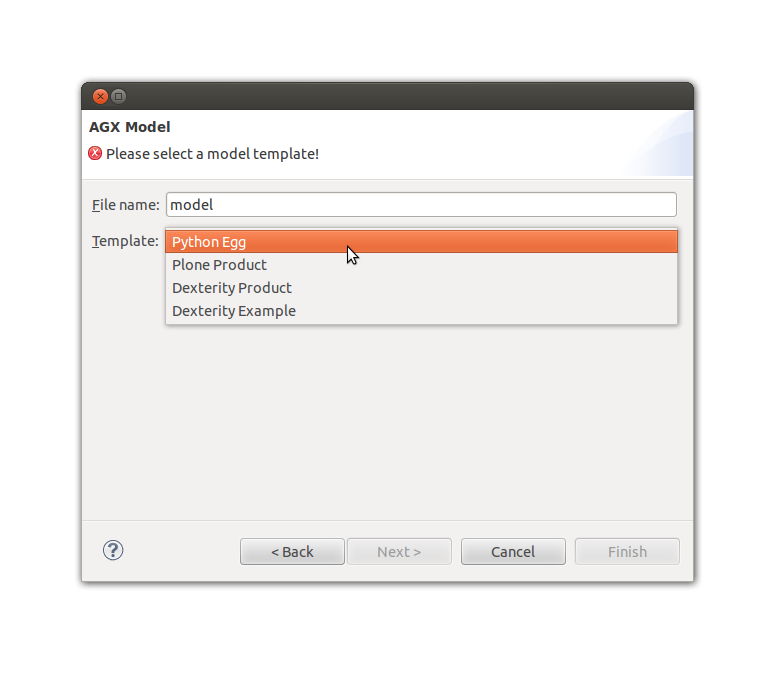 AGX Model
Please select a model template!
File name: model
Template: Python Egg
Plone Product
Dexterity Product
Dexterity Example
? < Back Next > Cancel Finish